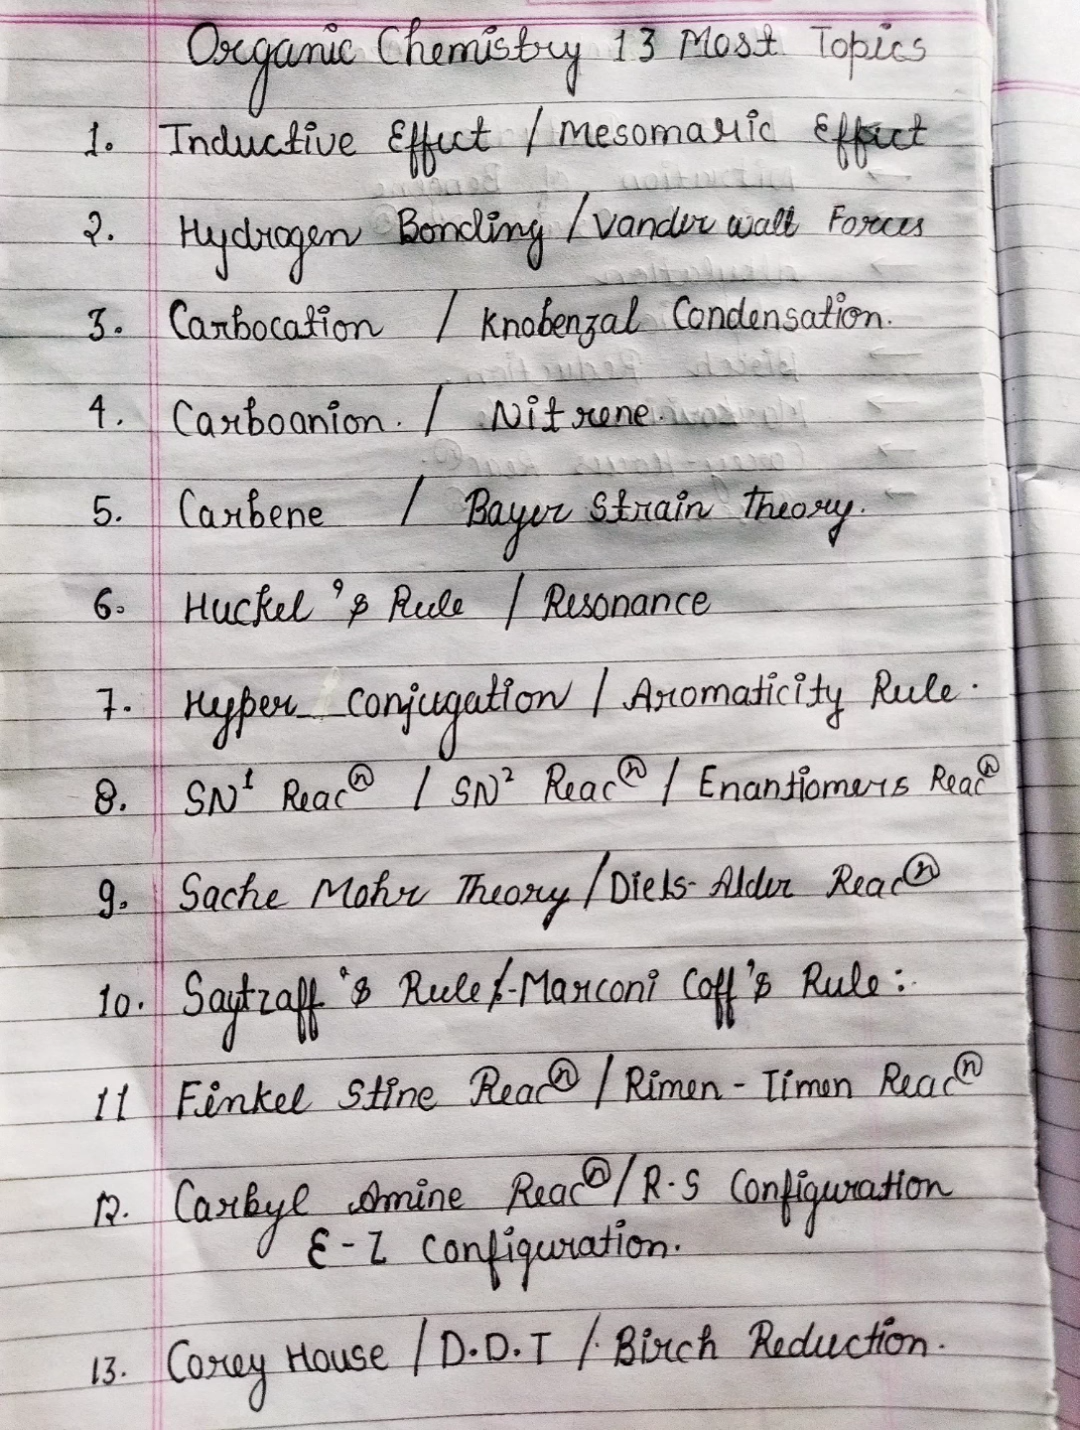 Organic Chemistry 13 Most Topics
1. Inductive Effect / Mesomaric Effect
2. Hydrogen Bonding / Vander walt Forces
3. Carbocation / Knobenzal Condensation.
4. Carboanion. / Nitrene.
5. Carbene / Bayer Strain Theory.
6. Huckel's Rule / Resonance
7. Hyper_conjugation / Aromaticity Rule.
8. SN¹ Reacⓝ / SN² Reacⓝ / Enantiomers Reacⓝ
9. Sache Mohr Theory / Diels-Alder Reacⓝ
10. Saytzaff's Rule /-Marconi Coff's Rule:.
11 Finkel Stine Reacⓝ / Rimen-Timen Reacⓝ
12. Carbyl Amine Reacⓝ / R.S Configuration
E-Z Configuration.
13. Corey House / D.D.T / Birch Reduction.